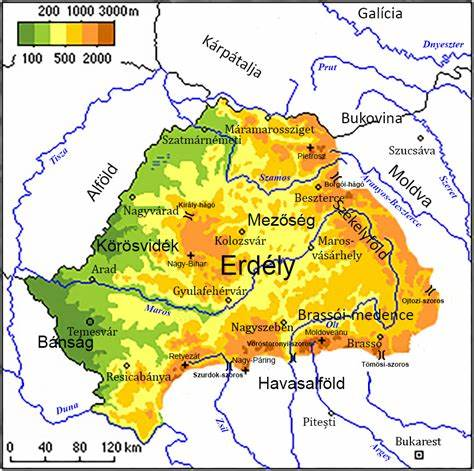 200 1000 3000m
100 500 2000
Galícia
Dnyeszter
Kárpátalja
Prut
Bukovina
Máramarossziget
Szatmárnémeti
Szucsáva
Tisza
Pietrosz
Moldva
Szeret
Alföld
Szamos
Borgói-hágó
Beszterce
Aranyos-Beszterce
Király-hágó
Nagyvárad
Mezőség
Székelyföld
Kolozsvár
Körösvidék
Maros-
vásárhely
Nagy-Bihar
Erdély
Arad
Gyulafehérvár
Ojtozi-szoros
Maros
Brassói-medence
Bánság
Temesvár
Nagyszeben
Olt
Moldoveanu
Vöröstoronyi-szoros
Brassó
Retyezát
Nagy-Páring
Tömösi-szoros
Resicabánya
Szurdok-szoros
Havasalföld
Duna
Pitești
Zsil
Bukarest
Argeș
0 40 80 120 km